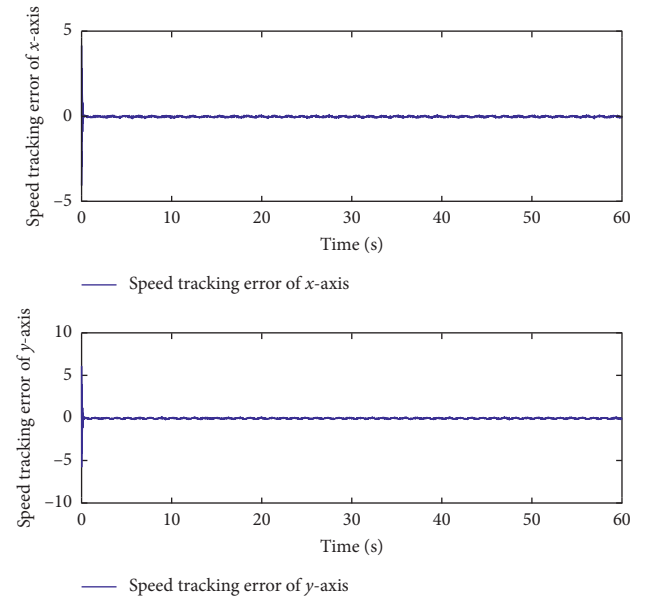 Speed tracking error of x-axis
5
0
–5
0 10 20 30 40 50 60
Time (s)
Speed tracking error of x-axis
Speed tracking error of y-axis
10
5
0
–5
–10
0 10 20 30 40 50 60
Time (s)
Speed tracking error of y-axis